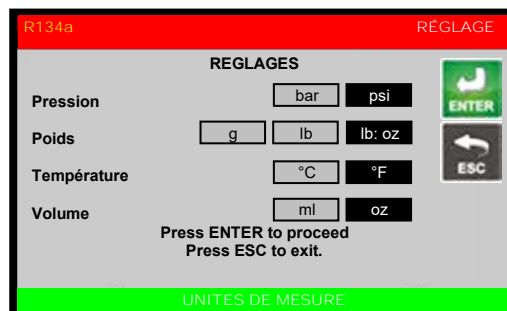 R134a RÉGLAGE
REGLAGES
Pression bar psi
ENTER
Poids g lb lb: oz
ESC
Température °C °F
Volume ml oz
Press ENTER to proceed
Press ESC to exit.
UNITES DE MESURE